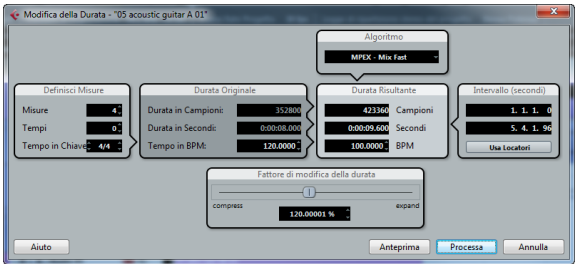 Modifica della Durata - "05 acoustic guitar A 01"
Algoritmo
MPEX - Mix Fast
Definisci Misure
Misure 4
Tempi 0
Tempo in Chiave 4/4
Durata Originale
Durata in Campioni: 352800
Durata in Secondi: 0:00:08.000
Tempo in BPM: 120.0000
Durata Risultante
423360 Campioni
0:00:09.600 Secondi
100.0000 BPM
Intervallo (secondi)
1. 1. 1. 0
5. 4. 1. 96
Usa Locatori
Fattore di modifica della durata
compress expand
120.00001 %
Aiuto Anteprima Processa Annulla